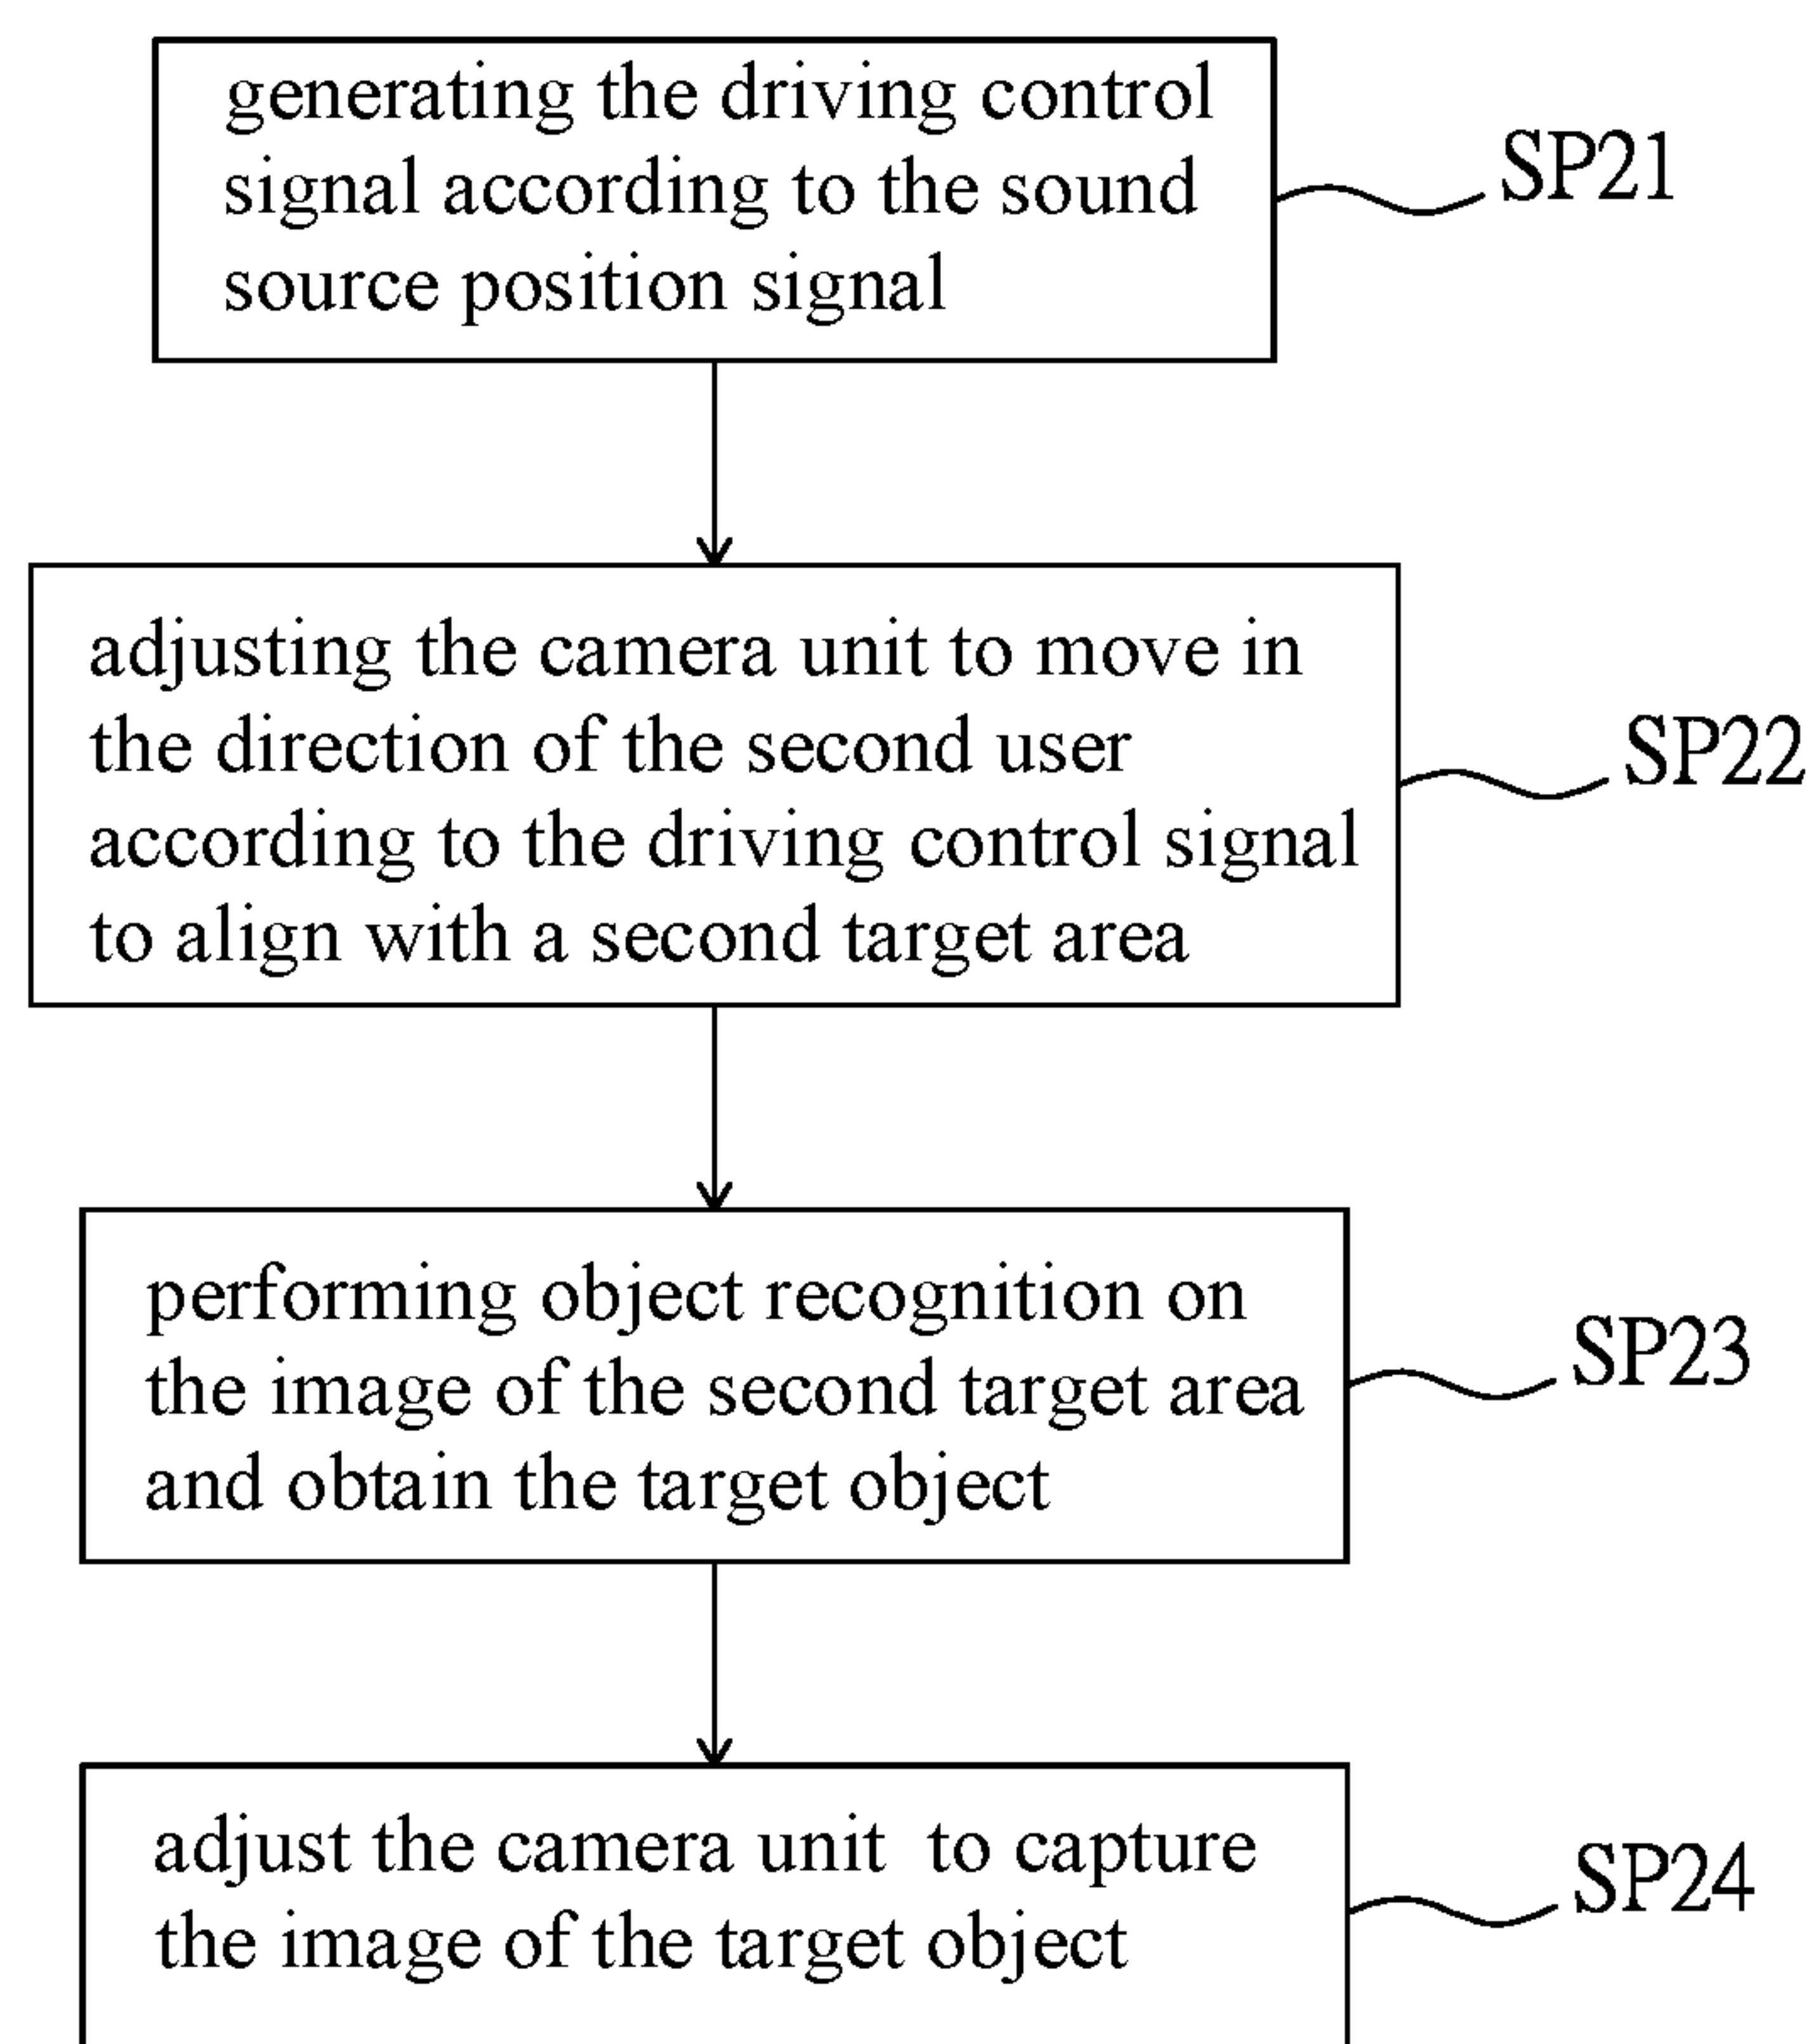 generating the driving control
signal according to the sound
source position signal
SP21
adjusting the camera unit to move in
the direction of the second user
according to the driving control signal
to align with a second target area
SP22
performing object recognition on
the image of the second target area
and obtain the target object
SP23
adjust the camera unit to capture
the image of the target object
SP24